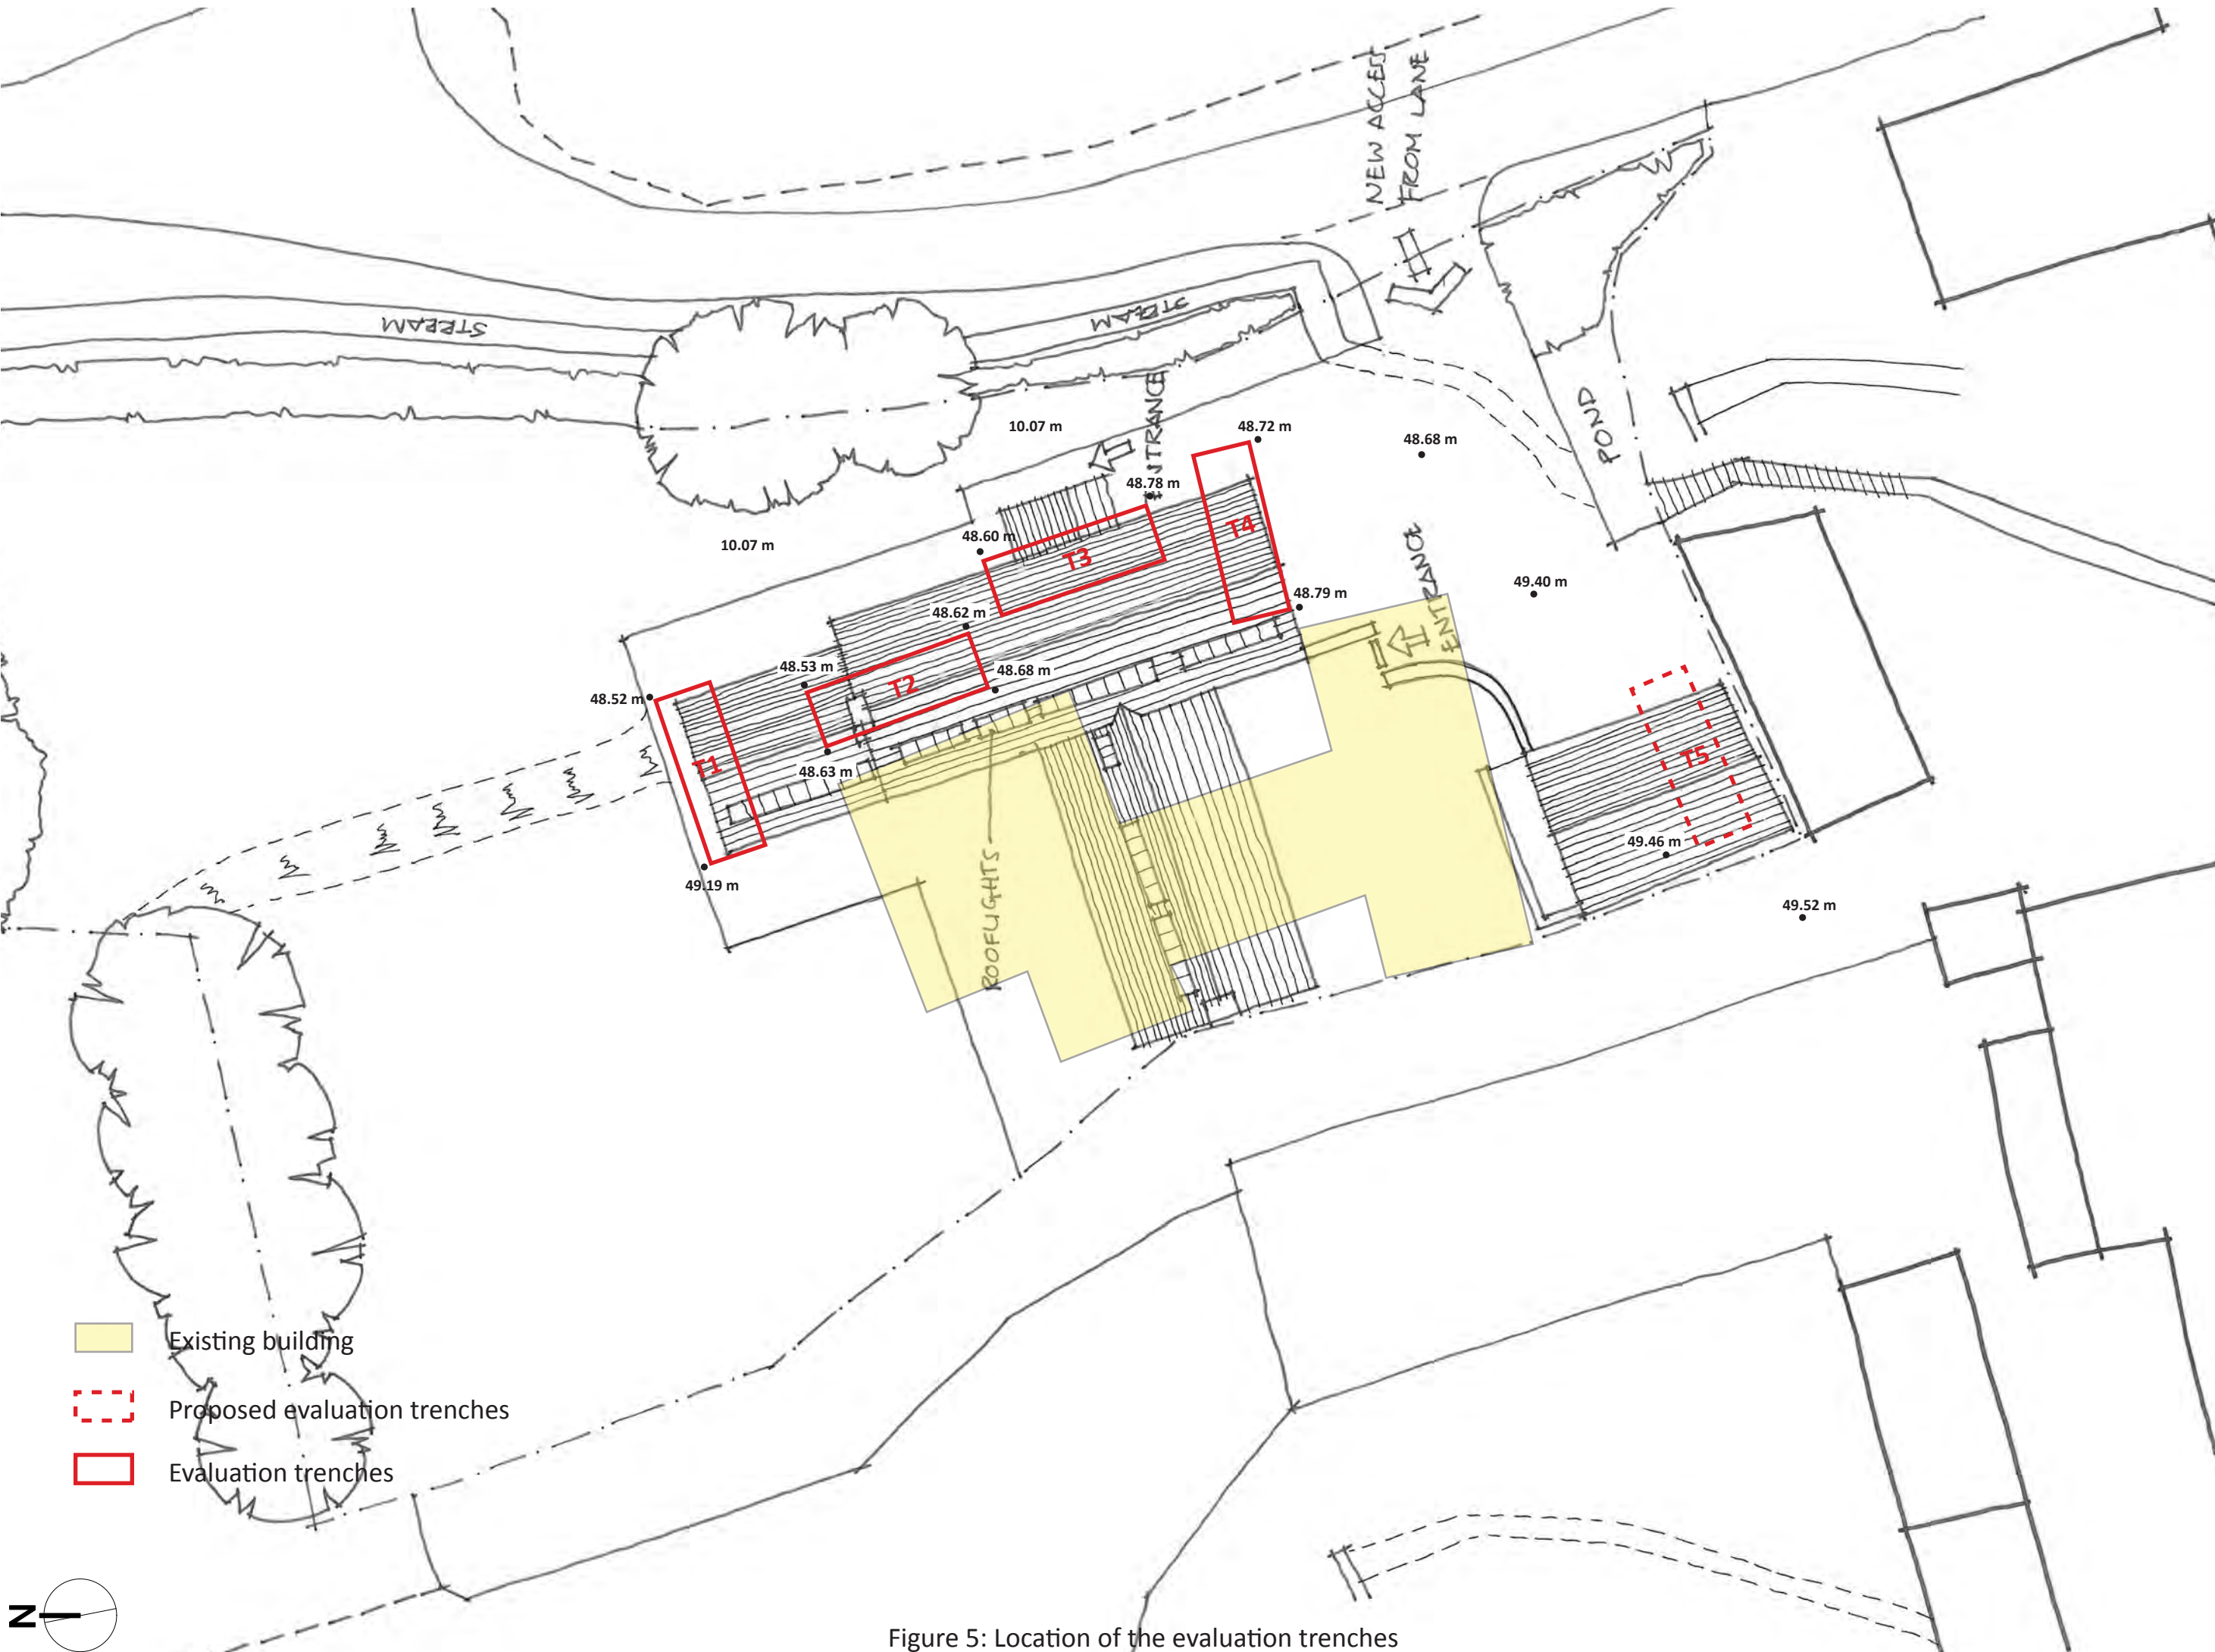 NEW ACCESS
FROM LANE
STREAM
STREAM
POND
ENTRANCE
10.07 m
48.72 m
48.68 m
48.78 m
48.60 m
T4
10.07 m
T3
ENTRANCE
49.40 m
48.79 m
48.62 m
48.53 m
48.68 m
T2
48.52 m
T1
48.63 m
T5
49.46 m
49.19 m
49.52 m
ROOFLIGHTS
Existing building
Proposed evaluation trenches
Evaluation trenches
N
Figure 5: Location of the evaluation trenches